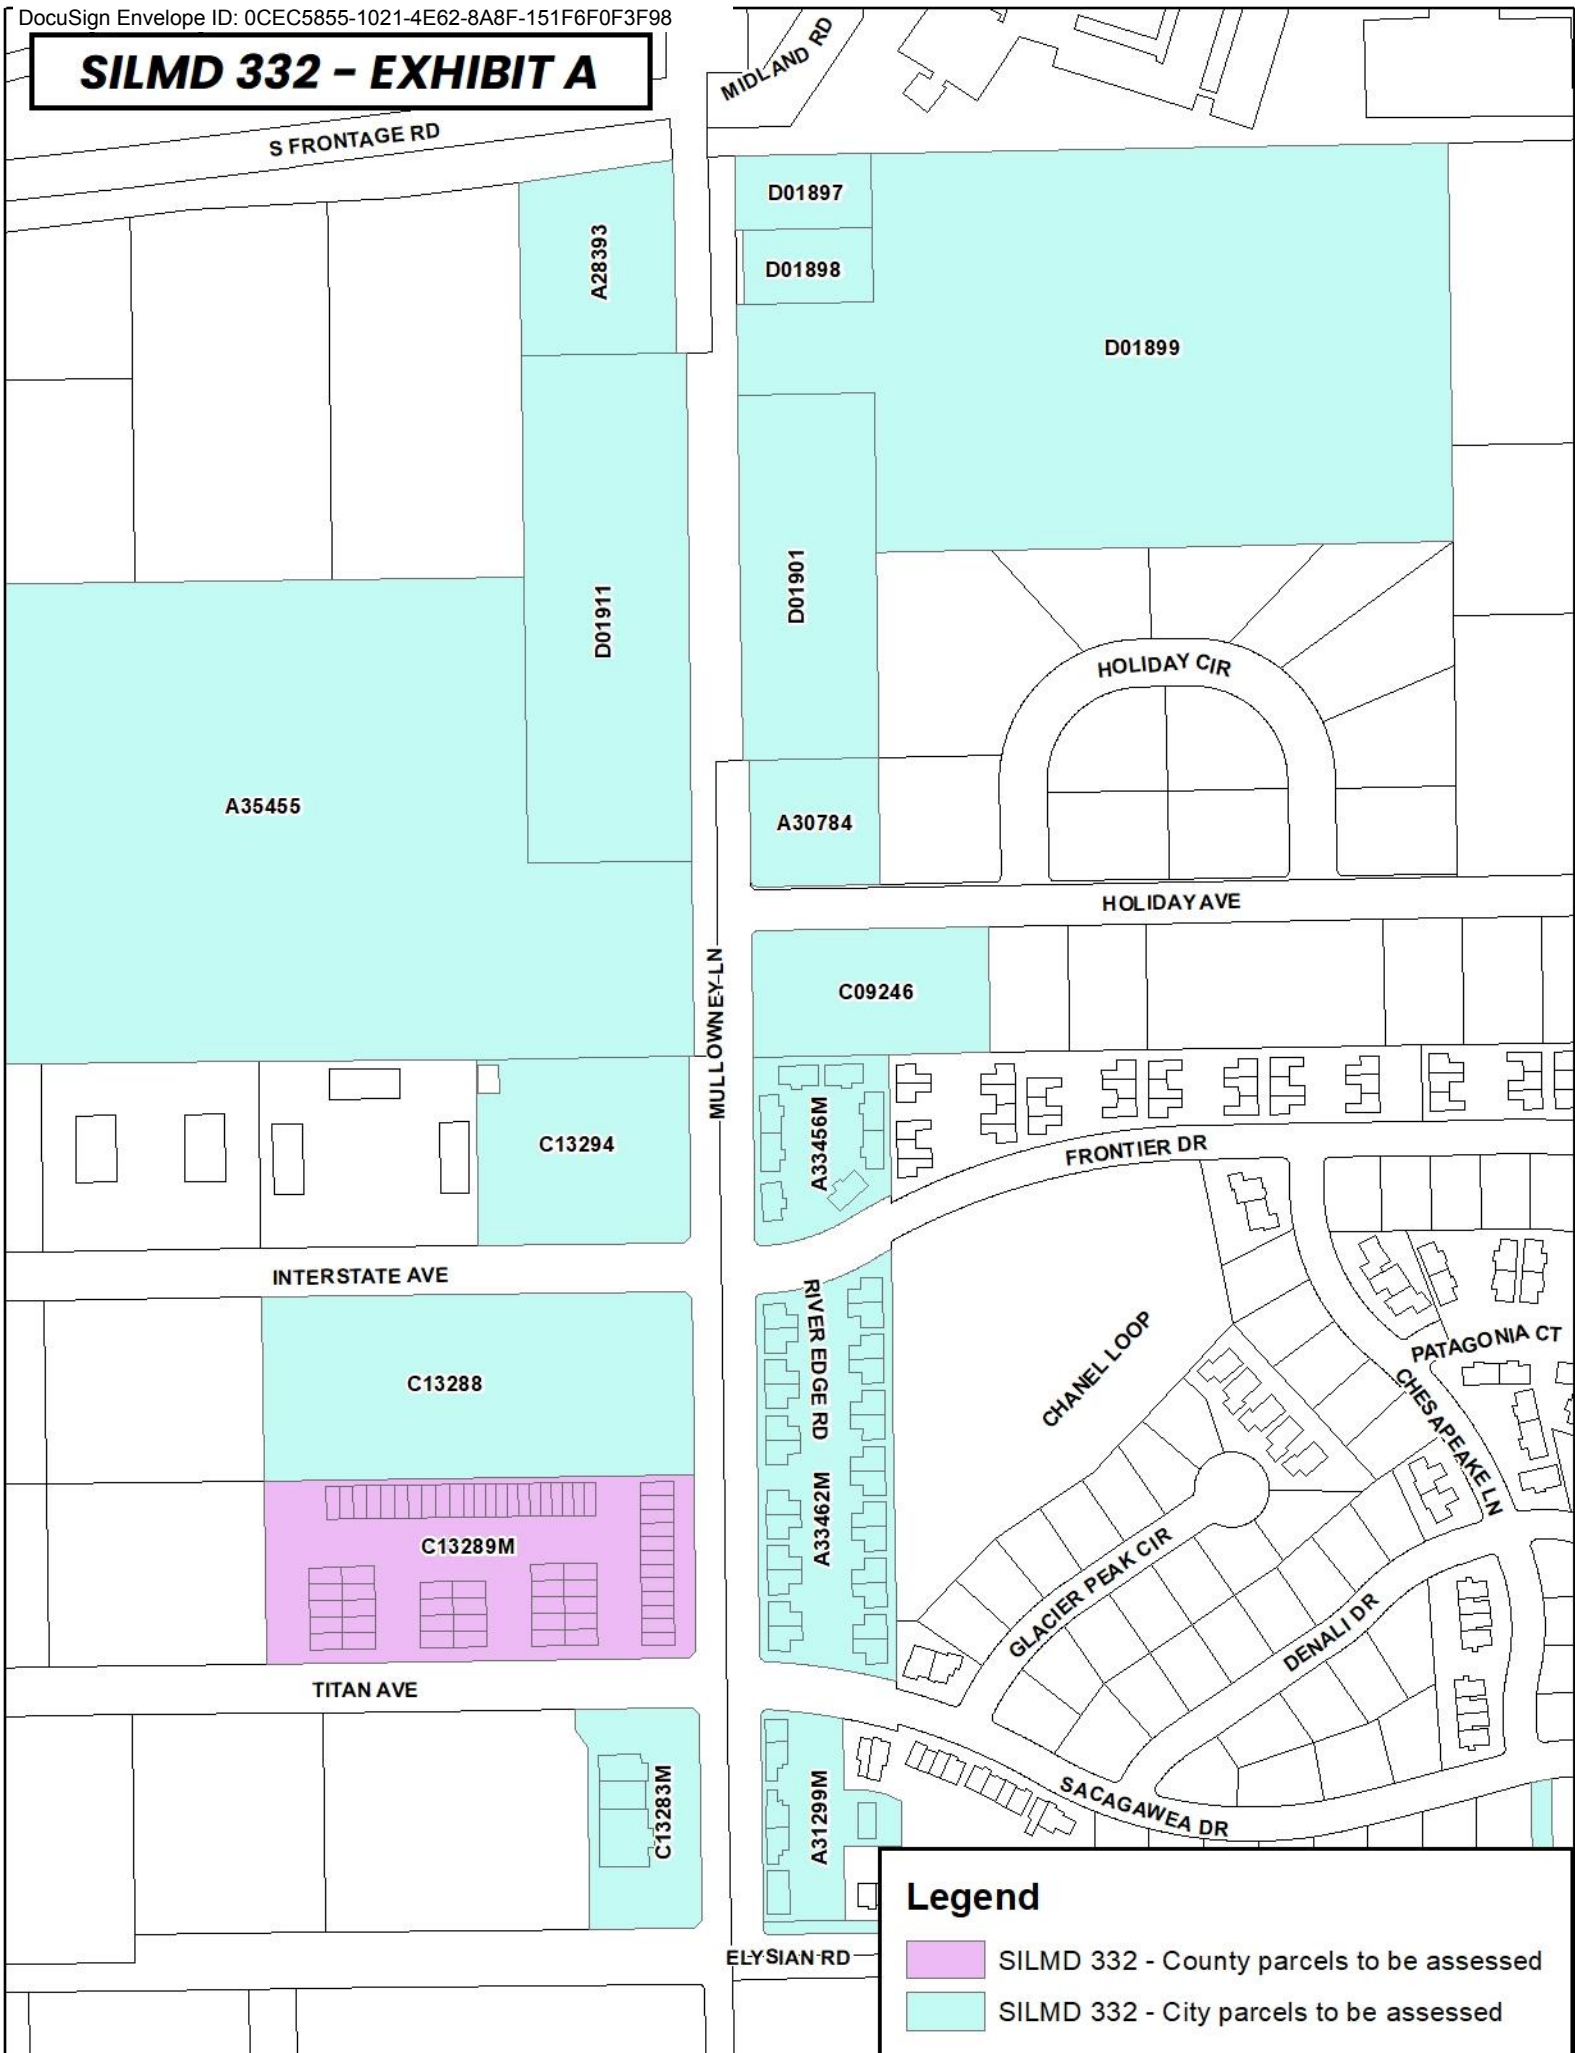 DocuSign Envelope ID: 0CEC5855-1021-4E62-8A8F-151F6F0F3F98
SILMD 332 - EXHIBIT A
MIDLAND RD
S FRONTAGE RD
D01897
A28393
D01898
D01899
D01901
D01911
HOLIDAY CIR
A35455
A30784
HOLIDAY AVE
MULLOWNEY LN
C09246
C13294
A33456M
FRONTIER DR
INTERSTATE AVE
RIVER EDGE RD
CHANEL LOOP
PATAGONIA CT
C13288
CHESAPEAKE LN
A33462M
C13289M
GLACIER PEAK CIR
DENALI DR
TITAN AVE
C13283M
A31299M
SACAGAWEA DR
ELYSIAN RD
Legend
SILMD 332 - County parcels to be assessed
SILMD 332 - City parcels to be assessed